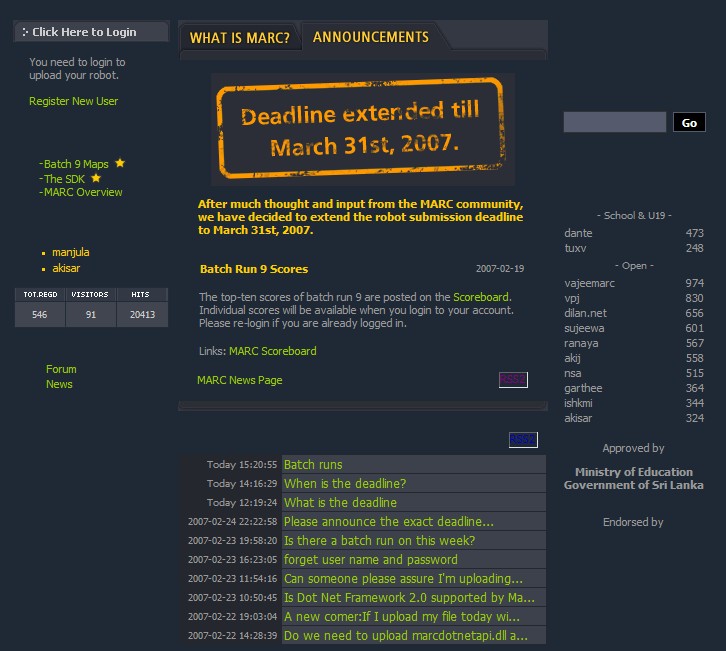 Click Here to Login
You need to login to
upload your robot.
Register New User
-Batch 9 Maps
-The SDK
-MARC Overview
manjula
akisar
TOT.REGD VISITORS HITS
546 91 20413
Forum
News
WHAT IS MARC? ANNOUNCEMENTS
Deadline extended till
March 31st, 2007.
After much thought and input from the MARC community,
we have decided to extend the robot submission deadline
to March 31st, 2007.
Batch Run 9 Scores 2007-02-19
The top-ten scores of batch run 9 are posted on the Scoreboard.
Individual scores will be available when you login to your account.
Please re-login if you are already logged in.
Links: MARC Scoreboard
MARC News Page
Today 15:20:55 Batch runs
Today 14:16:29 When is the deadline?
Today 12:19:24 What is the deadline
2007-02-24 22:22:58 Please announce the exact deadline...
2007-02-23 19:58:20 Is there a batch run on this week?
2007-02-23 16:23:05 forget user name and password
2007-02-23 11:54:16 Can someone please assure I'm uploading...
2007-02-23 10:50:45 Is Dot Net Framework 2.0 supported by Ma...
2007-02-22 19:03:04 A new comer:If I upload my file today wi...
2007-02-22 14:28:39 Do we need to upload marcdotnetapi.dll a...
Go
- School & U19 -
dante 473
tuxv 248
- Open -
vajeemarc 974
vpj 830
dilan.net 656
sujeewa 601
ranaya 567
akij 558
nsa 515
garthee 364
ishkmi 344
akisar 324
Approved by
Ministry of Education
Government of Sri Lanka
Endorsed by